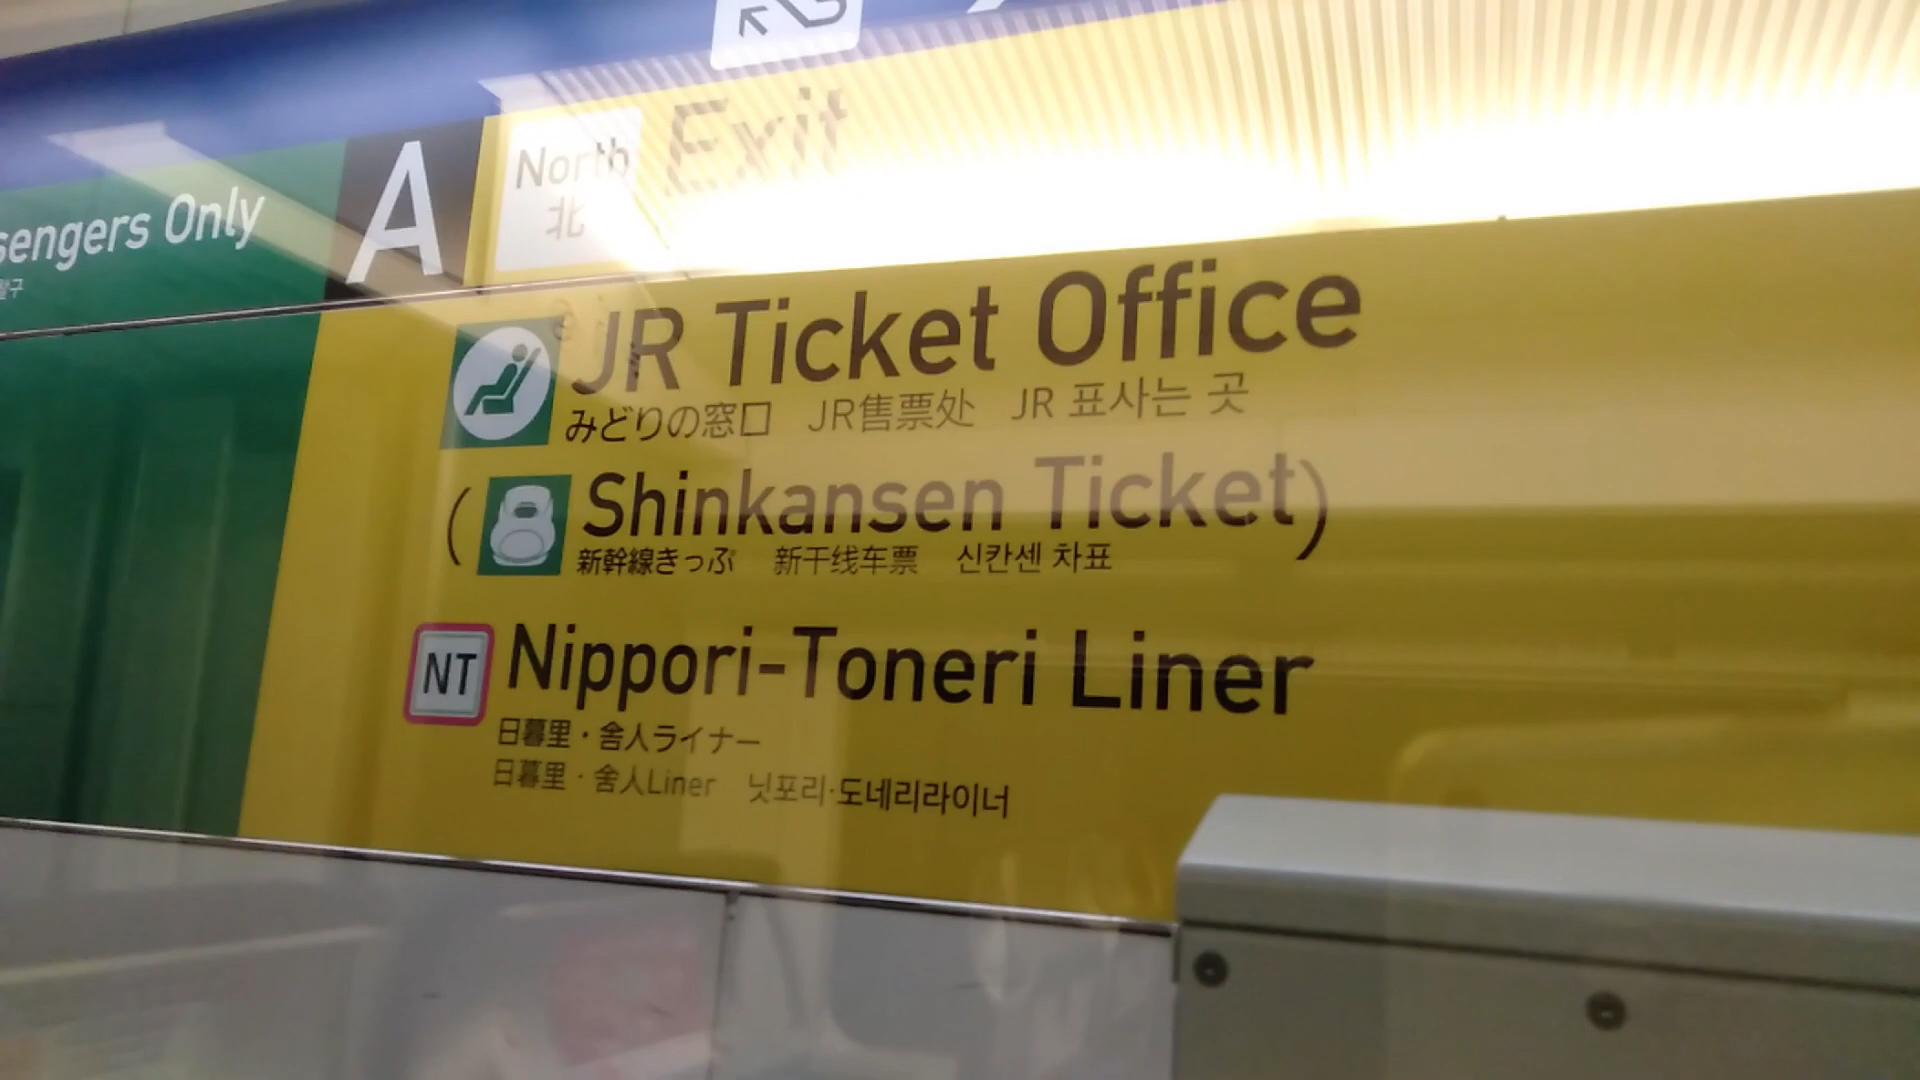 sengers Only
A
North
北
Exit
JR Ticket Office
みどりの窓口 JR售票处 JR 표사는 곳
(Shinkansen Ticket)
新幹線きっぷ 新干线车票 신칸센 차표
NT Nippori-Toneri Liner
日暮里・舎人ライナー
日暮里・舍人Liner 닛포리·도네리라이너